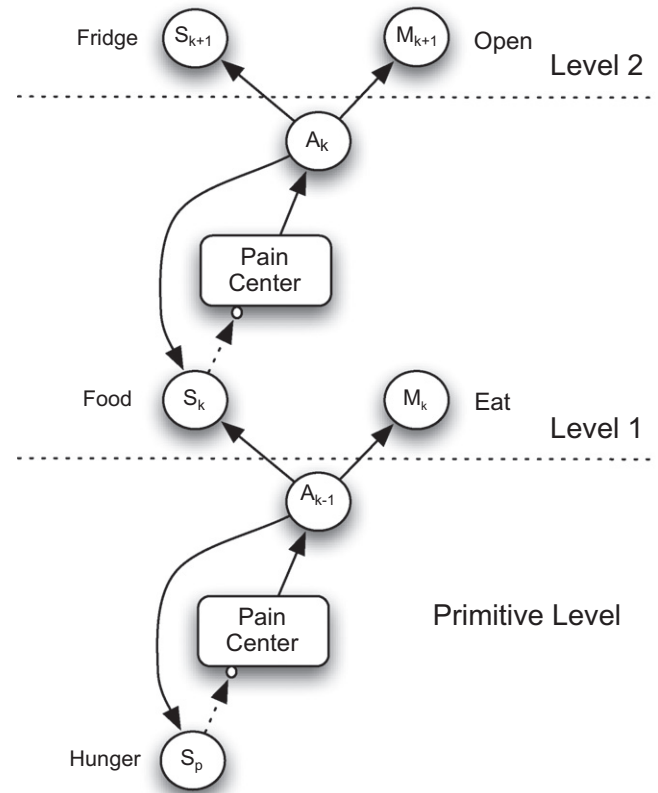 Fridge
S_{k+1}
M_{k+1}
Open
Level 2
A_k
Pain
Center
Food
S_k
M_k
Eat
Level 1
A_{k-1}
Pain
Center
Primitive Level
Hunger
S_p